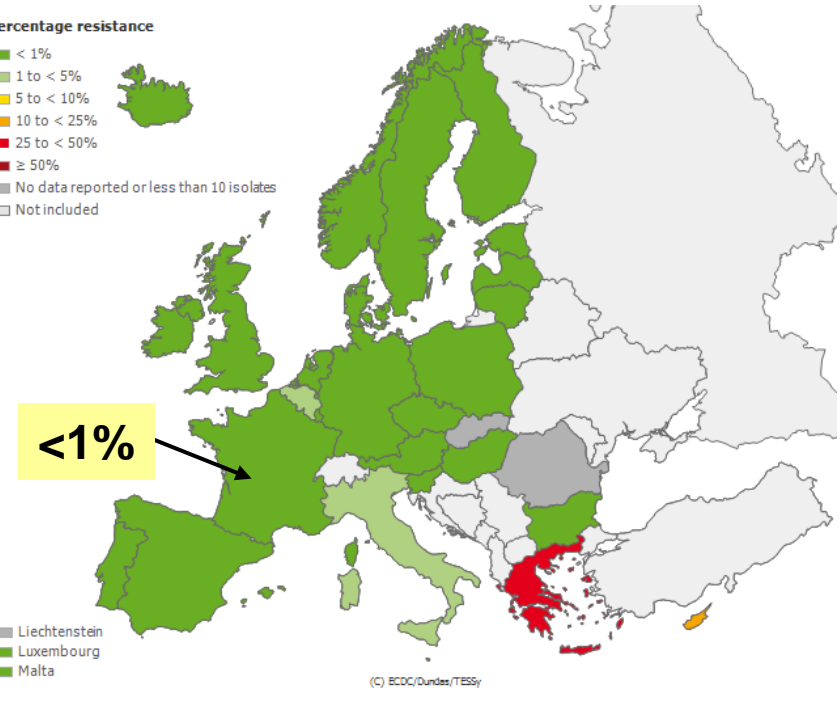 ercentage resistance
< 1%
1 to < 5%
5 to < 10%
10 to < 25%
25 to < 50%
≥ 50%
No data reported or less than 10 isolates
Not included
<1%
Liechtenstein
Luxembourg
Malta
(C) ECDC/Dundas/TESSy